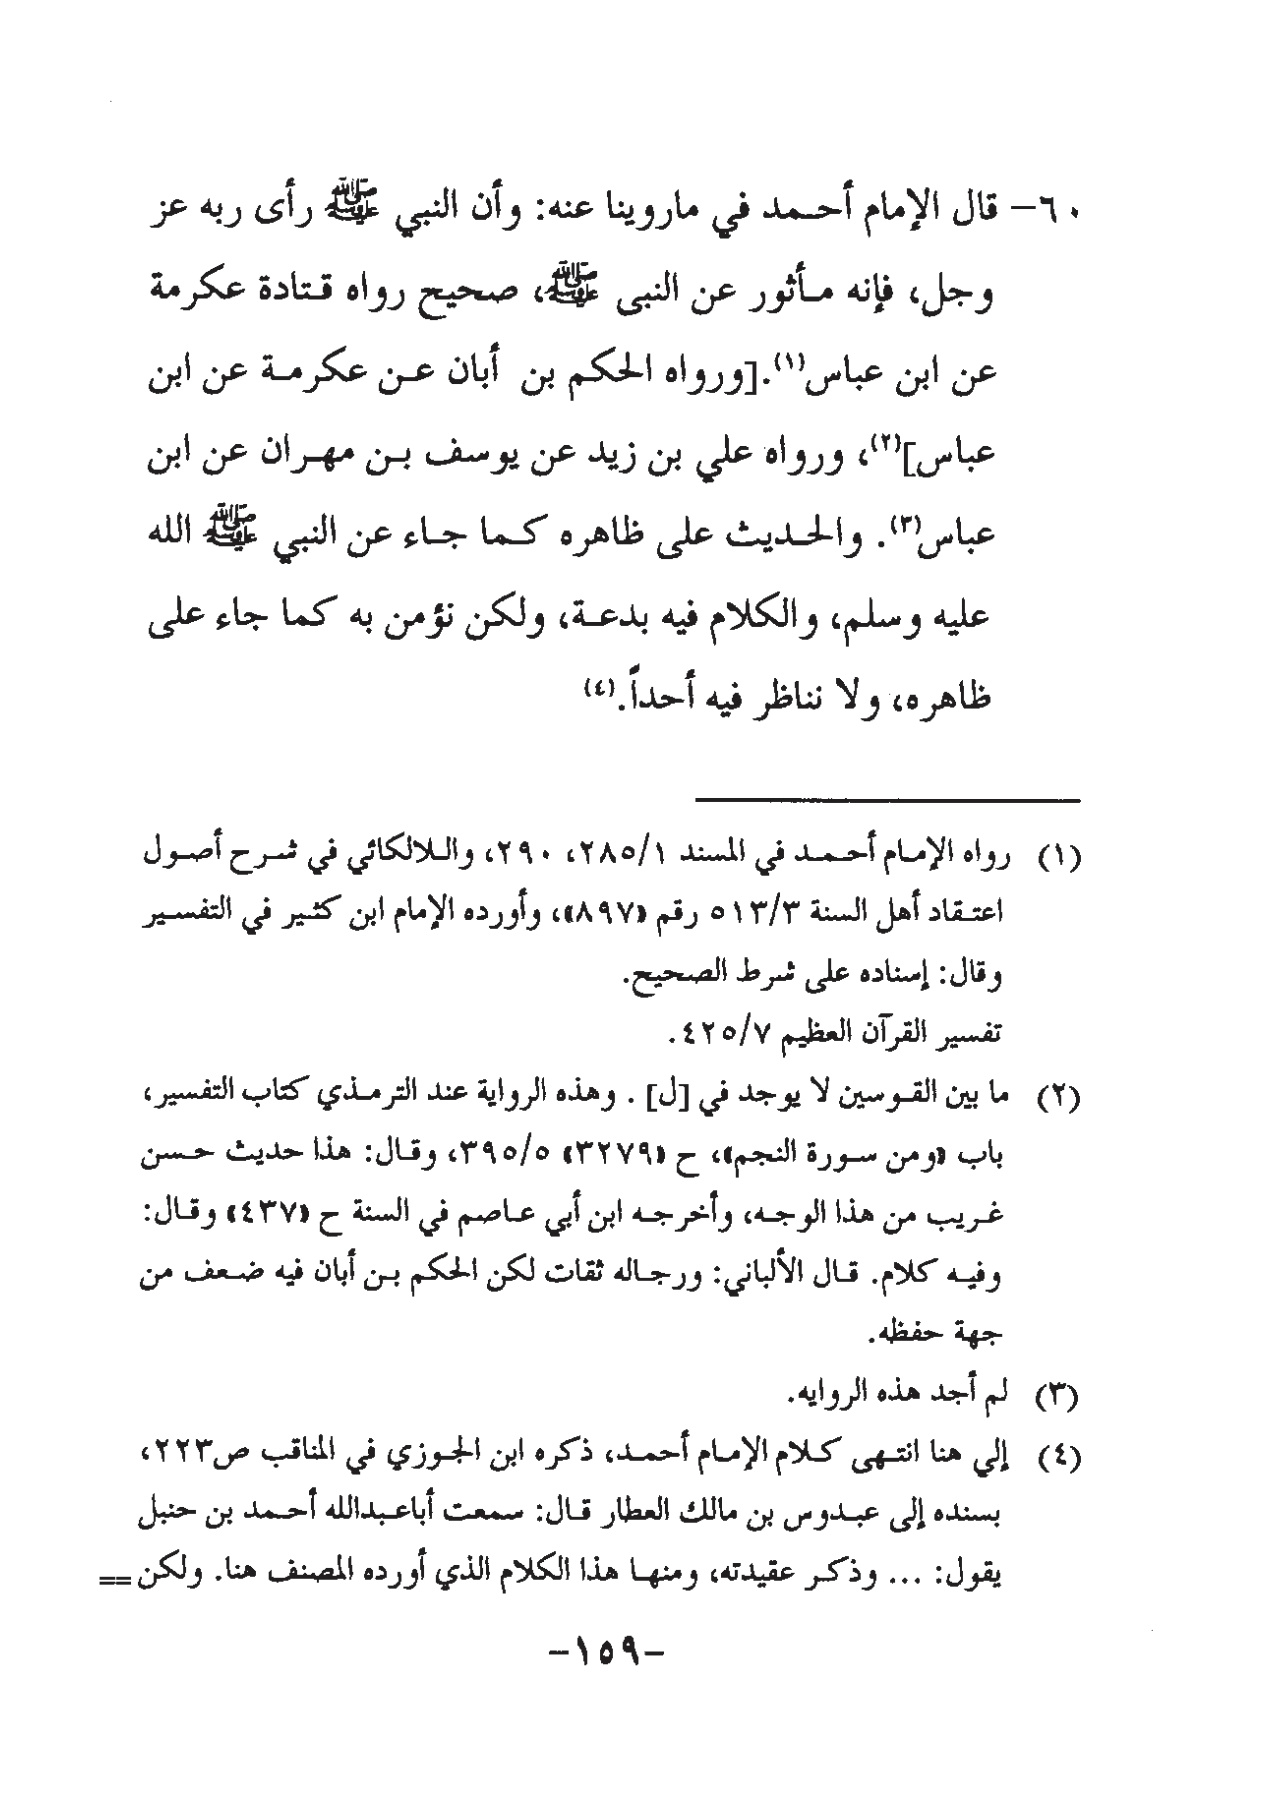 ٦٠- قال الإمام أحمد في ماروينا عنه: وأن النبي ﷺ رأى ربه عز
وجل، فإنه مأثور عن النبى ﷺ، صحيح رواه قتادة عكرمة
عن ابن عباس(١).[ورواه الحكم بن أبان عن عكرمة عن ابن
عباس](٢)، ورواه علي بن زيد عن يوسف بن مهران عن ابن
عباس(٣). والحديث على ظاهره كما جاء عن النبي ﷺ الله
عليه وسلم، والكلام فيه بدعة، ولكن نؤمن به كما جاء على
ظاهره، ولا نناظر فيه أحداً.(٤)
(١) رواه الإمام أحمد في المسند ٢٨٥/١، ٢٩٠، واللالكائي في شرح أصول
اعتقاد أهل السنة ٥١٣/٣ رقم «٨٩٧»، وأورده الإمام ابن كثير في التفسير
وقال: إسناده على شرط الصحيح.
تفسير القرآن العظيم ٤٢٥/٧.
(٢) ما بين القوسين لا يوجد في [ل] . وهذه الرواية عند الترمذي كتاب التفسير،
باب «ومن سورة النجم»، ح «٣٢٧٩» ٣٩٥/٥، وقال: هذا حديث حسن
غريب من هذا الوجه، وأخرجه ابن أبي عاصم في السنة ح «٤٣٧» وقال:
وفيه كلام. قال الألباني: ورجاله ثقات لكن الحكم بن أبان فيه ضعف من
جهة حفظه.
(٣) لم أجد هذه الروايه.
(٤) إلي هنا انتهى كلام الإمام أحمد، ذكره ابن الجوزي في المناقب ص٢٢٣،
بسنده إلى عبدوس بن مالك العطار قال: سمعت أباعبدالله أحمد بن حنبل
يقول: ... وذكر عقيدته، ومنها هذا الكلام الذي أورده المصنف هنا. ولكن ==
-١٥٩-